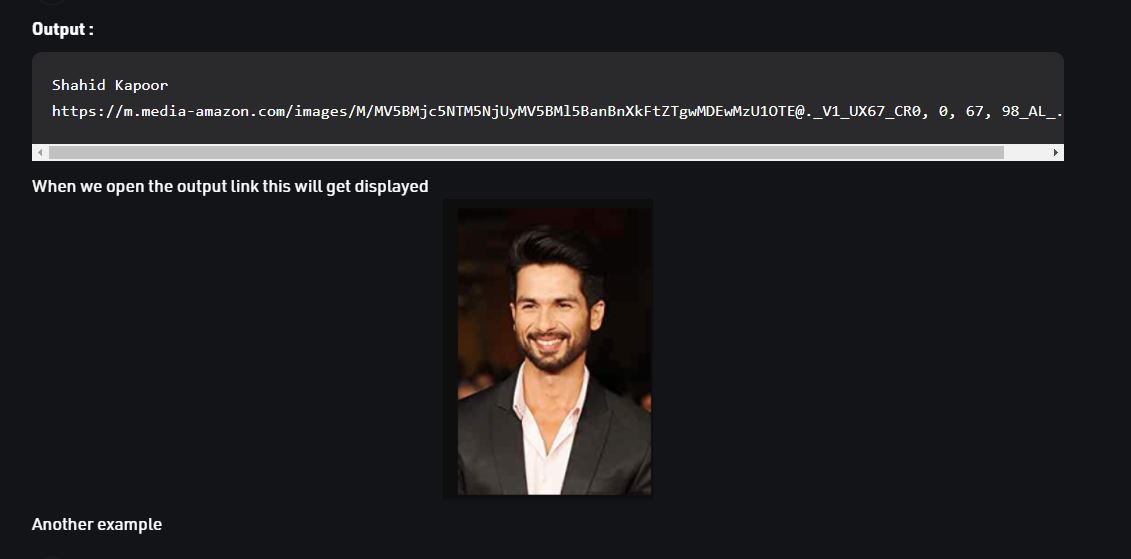 Output :
Shahid Kapoor
https://m.media-amazon.com/images/M/MV5BMjc5NTM5NjUyMV5BMl5BanBnXkFtZTgwMDEwMzU1OTE@._V1_UX67_CR0, 0, 67, 98_AL_.
When we open the output link this will get displayed
Another example